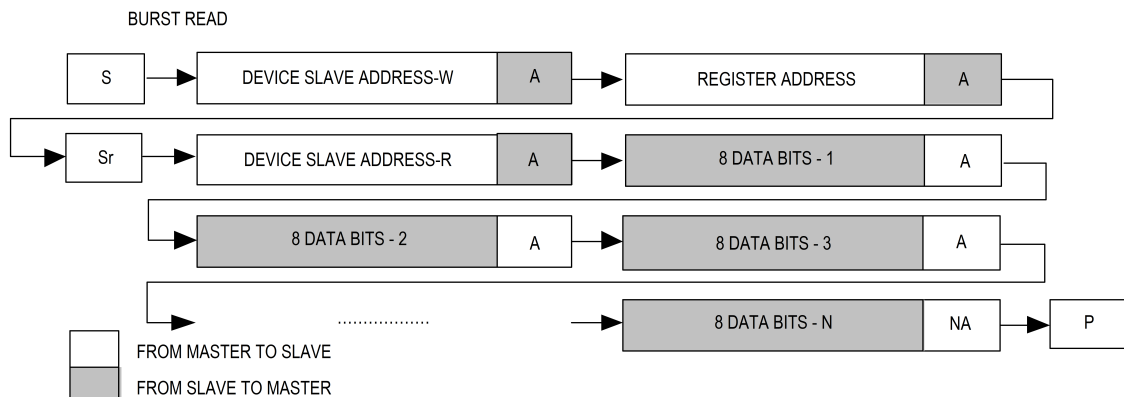 BURST READ
S DEVICE SLAVE ADDRESS-W A REGISTER ADDRESS A
Sr DEVICE SLAVE ADDRESS-R A 8 DATA BITS - 1 A
8 DATA BITS - 2 A 8 DATA BITS - 3 A
.................. 8 DATA BITS - N NA P
FROM MASTER TO SLAVE
FROM SLAVE TO MASTER